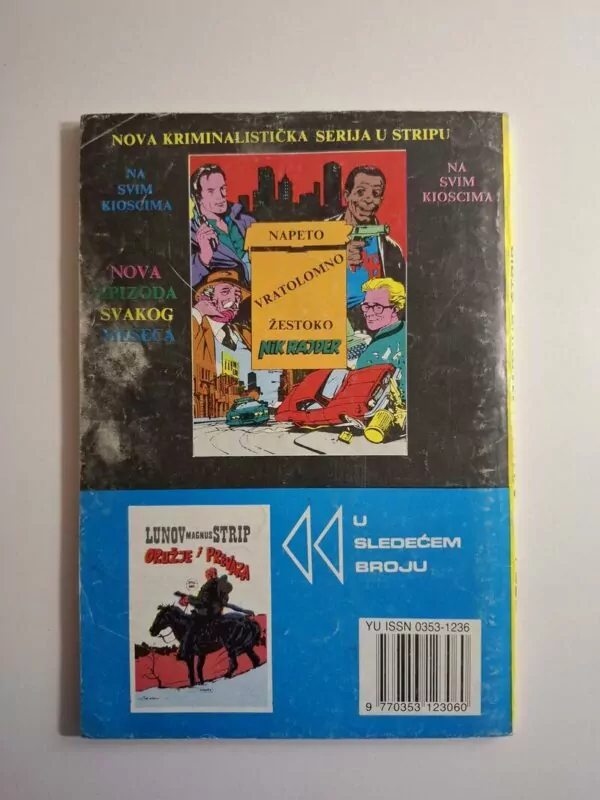 NOVA KRIMINALISTIČKA SERIJA U STRIPU
NA
SVIM
KIOSCIMA
NA
SVIM
KIOSCIMA
NOVA
EPIZODA
SVAKOG
MESECA
NAPETO
VRATOLOMNO
ŽESTOKO
NIK RAJDER
LUNOV MAGNUS STRIP
ORUŽJE I PREVARA
U
SLEDEĆEM
BROJU
YU ISSN 0353-1236
9 770353 123060